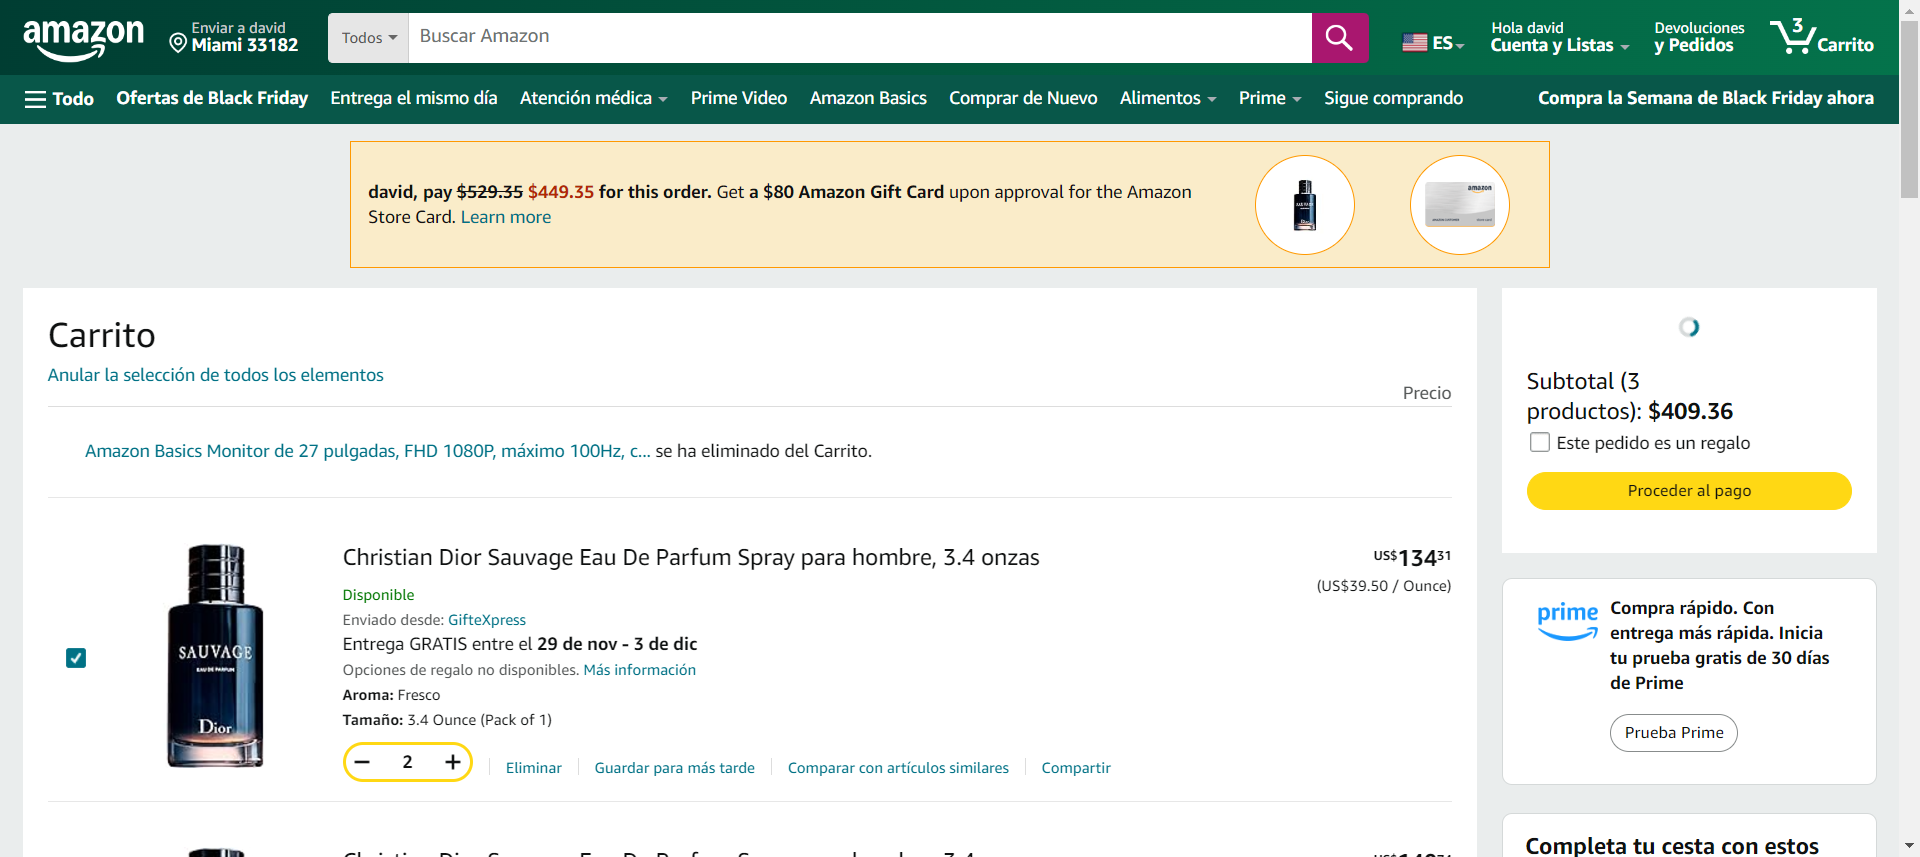 amazon
Enviar a david
Miami 33182
Todos
Buscar Amazon
ES
Hola david
Cuenta y Listas
Devoluciones
y Pedidos
3
Carrito
Todo
Ofertas de Black Friday
Entrega el mismo día
Atención médica
Prime Video
Amazon Basics
Comprar de Nuevo
Alimentos
Prime
Sigue comprando
Compra la Semana de Black Friday ahora
david, pay $529.35 $449.35 for this order. Get a $80 Amazon Gift Card upon approval for the Amazon
Store Card. Learn more
SAUVAGE
Dior
amazon
Carrito
Anular la selección de todos los elementos
Precio
Amazon Basics Monitor de 27 pulgadas, FHD 1080P, máximo 100Hz, c... se ha eliminado del Carrito.
SAUVAGE
EAU DE PARFUM
Dior
Christian Dior Sauvage Eau De Parfum Spray para hombre, 3.4 onzas
US$134.31
(US$39.50 / Ounce)
Disponible
Enviado desde: GifteXpress
Entrega GRATIS entre el 29 de nov - 3 de dic
Opciones de regalo no disponibles. Más información
Aroma: Fresco
Tamaño: 3.4 Ounce (Pack of 1)
− 2 +
Eliminar
Guardar para más tarde
Comparar con artículos similares
Compartir
Subtotal (3
productos): $409.36
Este pedido es un regalo
Proceder al pago
prime
Compra rápido. Con
entrega más rápida. Inicia
tu prueba gratis de 30 días
de Prime
Prueba Prime
Completa tu cesta con estos